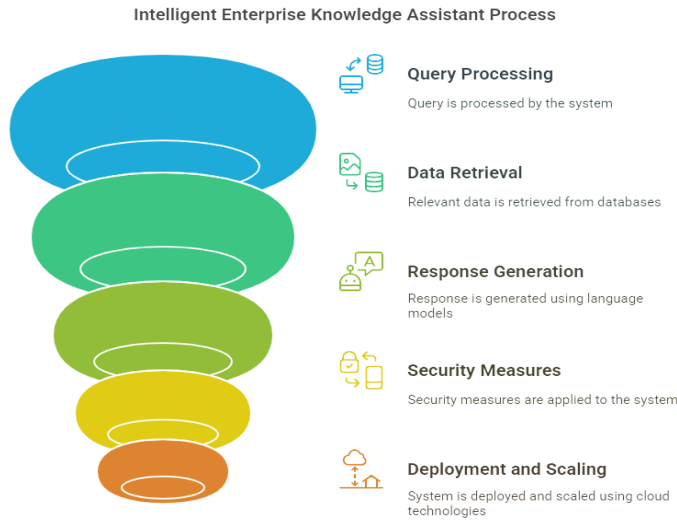 Intelligent Enterprise Knowledge Assistant Process
Query Processing
Query is processed by the system
Data Retrieval
Relevant data is retrieved from databases
A
Response Generation
Response is generated using language
models
Security Measures
Security measures are applied to the system
Deployment and Scaling
System is deployed and scaled using cloud
technologies